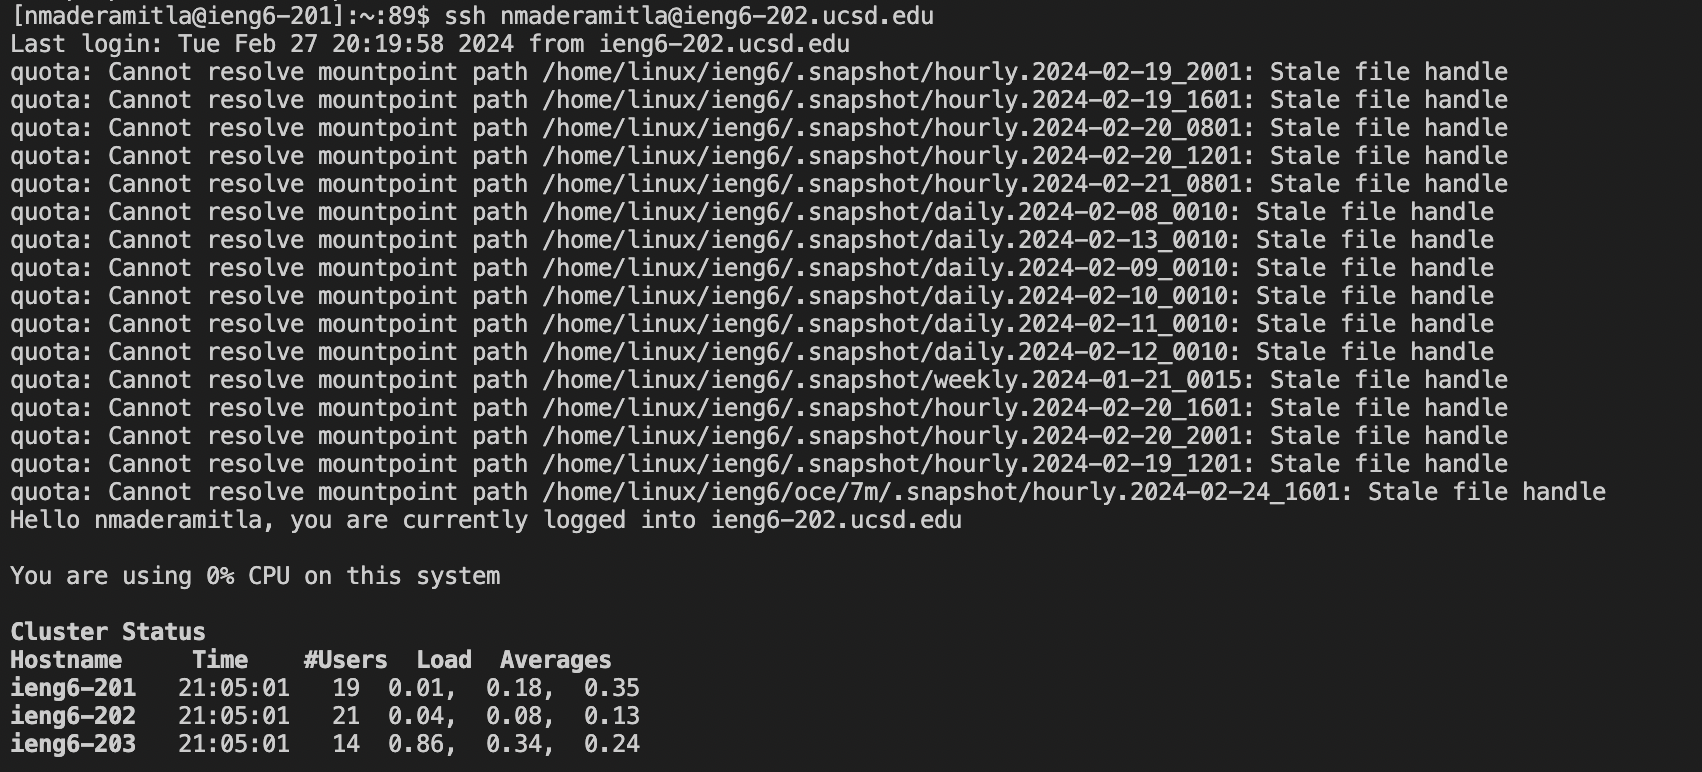 [nmaderamitla@ieng6-201]:~:89$ ssh nmaderamitla@ieng6-202.ucsd.edu
Last login: Tue Feb 27 20:19:58 2024 from ieng6-202.ucsd.edu
quota: Cannot resolve mountpoint path /home/linux/ieng6/.snapshot/hourly.2024-02-19_2001: Stale file handle
quota: Cannot resolve mountpoint path /home/linux/ieng6/.snapshot/hourly.2024-02-19_1601: Stale file handle
quota: Cannot resolve mountpoint path /home/linux/ieng6/.snapshot/hourly.2024-02-20_0801: Stale file handle
quota: Cannot resolve mountpoint path /home/linux/ieng6/.snapshot/hourly.2024-02-20_1201: Stale file handle
quota: Cannot resolve mountpoint path /home/linux/ieng6/.snapshot/hourly.2024-02-21_0801: Stale file handle
quota: Cannot resolve mountpoint path /home/linux/ieng6/.snapshot/daily.2024-02-08_0010: Stale file handle
quota: Cannot resolve mountpoint path /home/linux/ieng6/.snapshot/daily.2024-02-13_0010: Stale file handle
quota: Cannot resolve mountpoint path /home/linux/ieng6/.snapshot/daily.2024-02-09_0010: Stale file handle
quota: Cannot resolve mountpoint path /home/linux/ieng6/.snapshot/daily.2024-02-10_0010: Stale file handle
quota: Cannot resolve mountpoint path /home/linux/ieng6/.snapshot/daily.2024-02-11_0010: Stale file handle
quota: Cannot resolve mountpoint path /home/linux/ieng6/.snapshot/daily.2024-02-12_0010: Stale file handle
quota: Cannot resolve mountpoint path /home/linux/ieng6/.snapshot/weekly.2024-01-21_0015: Stale file handle
quota: Cannot resolve mountpoint path /home/linux/ieng6/.snapshot/hourly.2024-02-20_1601: Stale file handle
quota: Cannot resolve mountpoint path /home/linux/ieng6/.snapshot/hourly.2024-02-20_2001: Stale file handle
quota: Cannot resolve mountpoint path /home/linux/ieng6/.snapshot/hourly.2024-02-19_1201: Stale file handle
quota: Cannot resolve mountpoint path /home/linux/ieng6/oce/7m/.snapshot/hourly.2024-02-24_1601: Stale file handle
Hello nmaderamitla, you are currently logged into ieng6-202.ucsd.edu
You are using 0% CPU on this system
Cluster Status
Hostname     Time    #Users  Load  Averages
ieng6-201   21:05:01   19  0.01,  0.18,  0.35
ieng6-202   21:05:01   21  0.04,  0.08,  0.13
ieng6-203   21:05:01   14  0.86,  0.34,  0.24